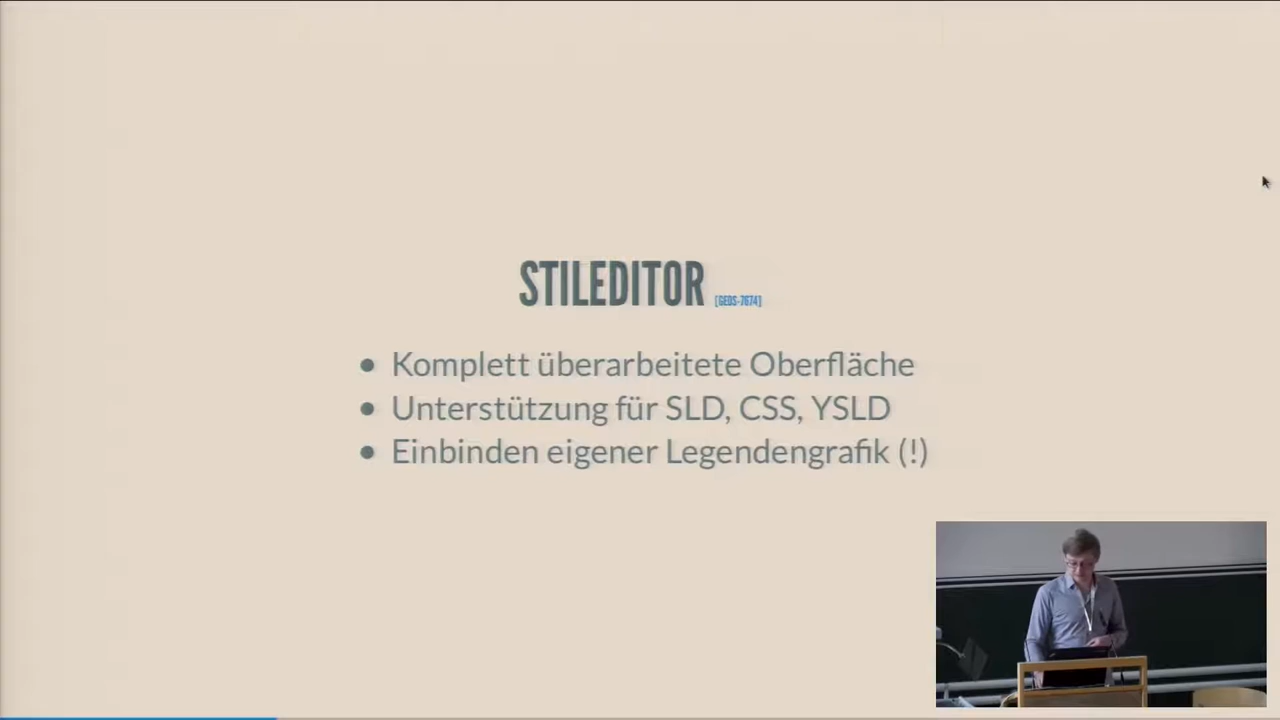 STILEDITOR [GEOS-7674]
Komplett überarbeitete Oberfläche
Unterstützung für SLD, CSS, YSLD
Einbinden eigener Legendengrafik (!)